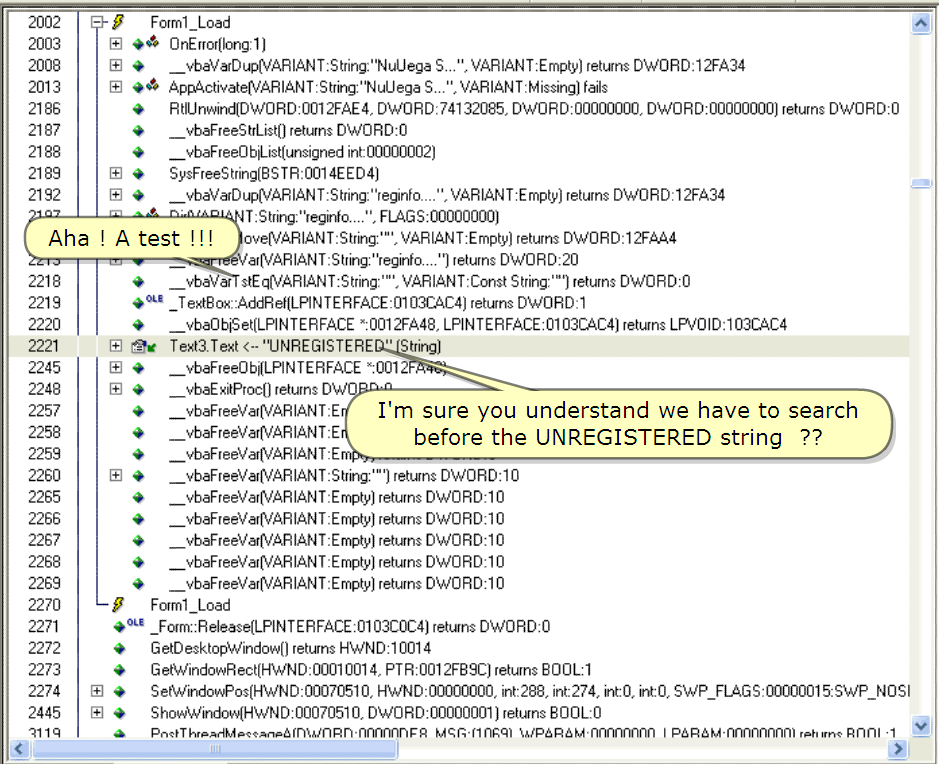 2002 Form1_Load
2003 OnError(long:1)
2008 __vbaVarDup(VARIANT:String:"NuUega S...", VARIANT:Empty) returns DWORD:12FA34
2013 AppActivate(VARIANT:String:"NuUega S...", VARIANT:Missing) fails
2186 RtlUnwind(DWORD:0012FAE4, DWORD:74132085, DWORD:00000000, DWORD:00000000) returns DWORD:0
2187 __vbaFreeStrList() returns DWORD:0
2188 __vbaFreeObjList(unsigned int:00000002)
2189 SysFreeString(BSTR:0014EED4)
2192 __vbaVarDup(VARIANT:String:"reginfo....", VARIANT:Empty) returns DWORD:12FA34
2197 Dir(VARIANT:String:"reginfo....", FLAGS:00000000)
Aha ! A test !!!
ove(VARIANT:String:"", VARIANT:Empty) returns DWORD:12FAA4
2215 __vbaFreeVar(VARIANT:String:"reginfo....") returns DWORD:20
2218 __vbaVarTstEq(VARIANT:String:"", VARIANT:Const String:"") returns DWORD:0
2219 OLE _TextBox::AddRef(LPINTERFACE:0103CAC4) returns DWORD:1
2220 __vbaObjSet(LPINTERFACE *:0012FA48, LPINTERFACE:0103CAC4) returns LPVOID:103CAC4
2221 Text3.Text <-- "UNREGISTERED" (String)
2245 __vbaFreeObj(LPINTERFACE *:0012FA48)
2248 __vbaExitProc() returns DWORD:0
2257 __vbaFreeVar(VARIANT:Em
I'm sure you understand we have to search
2258 __vbaFreeVar(VARIANT:Em
before the UNREGISTERED string ??
2259 __vbaFreeVar(VARIANT:Empty) returns DWORD:10
2260 __vbaFreeVar(VARIANT:String:"") returns DWORD:10
2265 __vbaFreeVar(VARIANT:Empty) returns DWORD:10
2266 __vbaFreeVar(VARIANT:Empty) returns DWORD:10
2267 __vbaFreeVar(VARIANT:Empty) returns DWORD:10
2268 __vbaFreeVar(VARIANT:Empty) returns DWORD:10
2269 __vbaFreeVar(VARIANT:Empty) returns DWORD:10
2270 Form1_Load
2271 OLE _Form::Release(LPINTERFACE:0103C0C4) returns DWORD:0
2272 GetDesktopWindow() returns HWND:10014
2273 GetWindowRect(HWND:00010014, PTR:0012FB9C) returns BOOL:1
2274 SetWindowPos(HWND:00070510, HWND:00000000, int:288, int:274, int:0, int:0, SWP_FLAGS:00000015:SWP_NOSI
2445 ShowWindow(HWND:00070510, DWORD:00000001) returns BOOL:0
3119 PostThreadMessageA(DWORD:00000DE8, MSG:(1069), WPARAM:00000000, LPARAM:00000000) returns BOOL:1